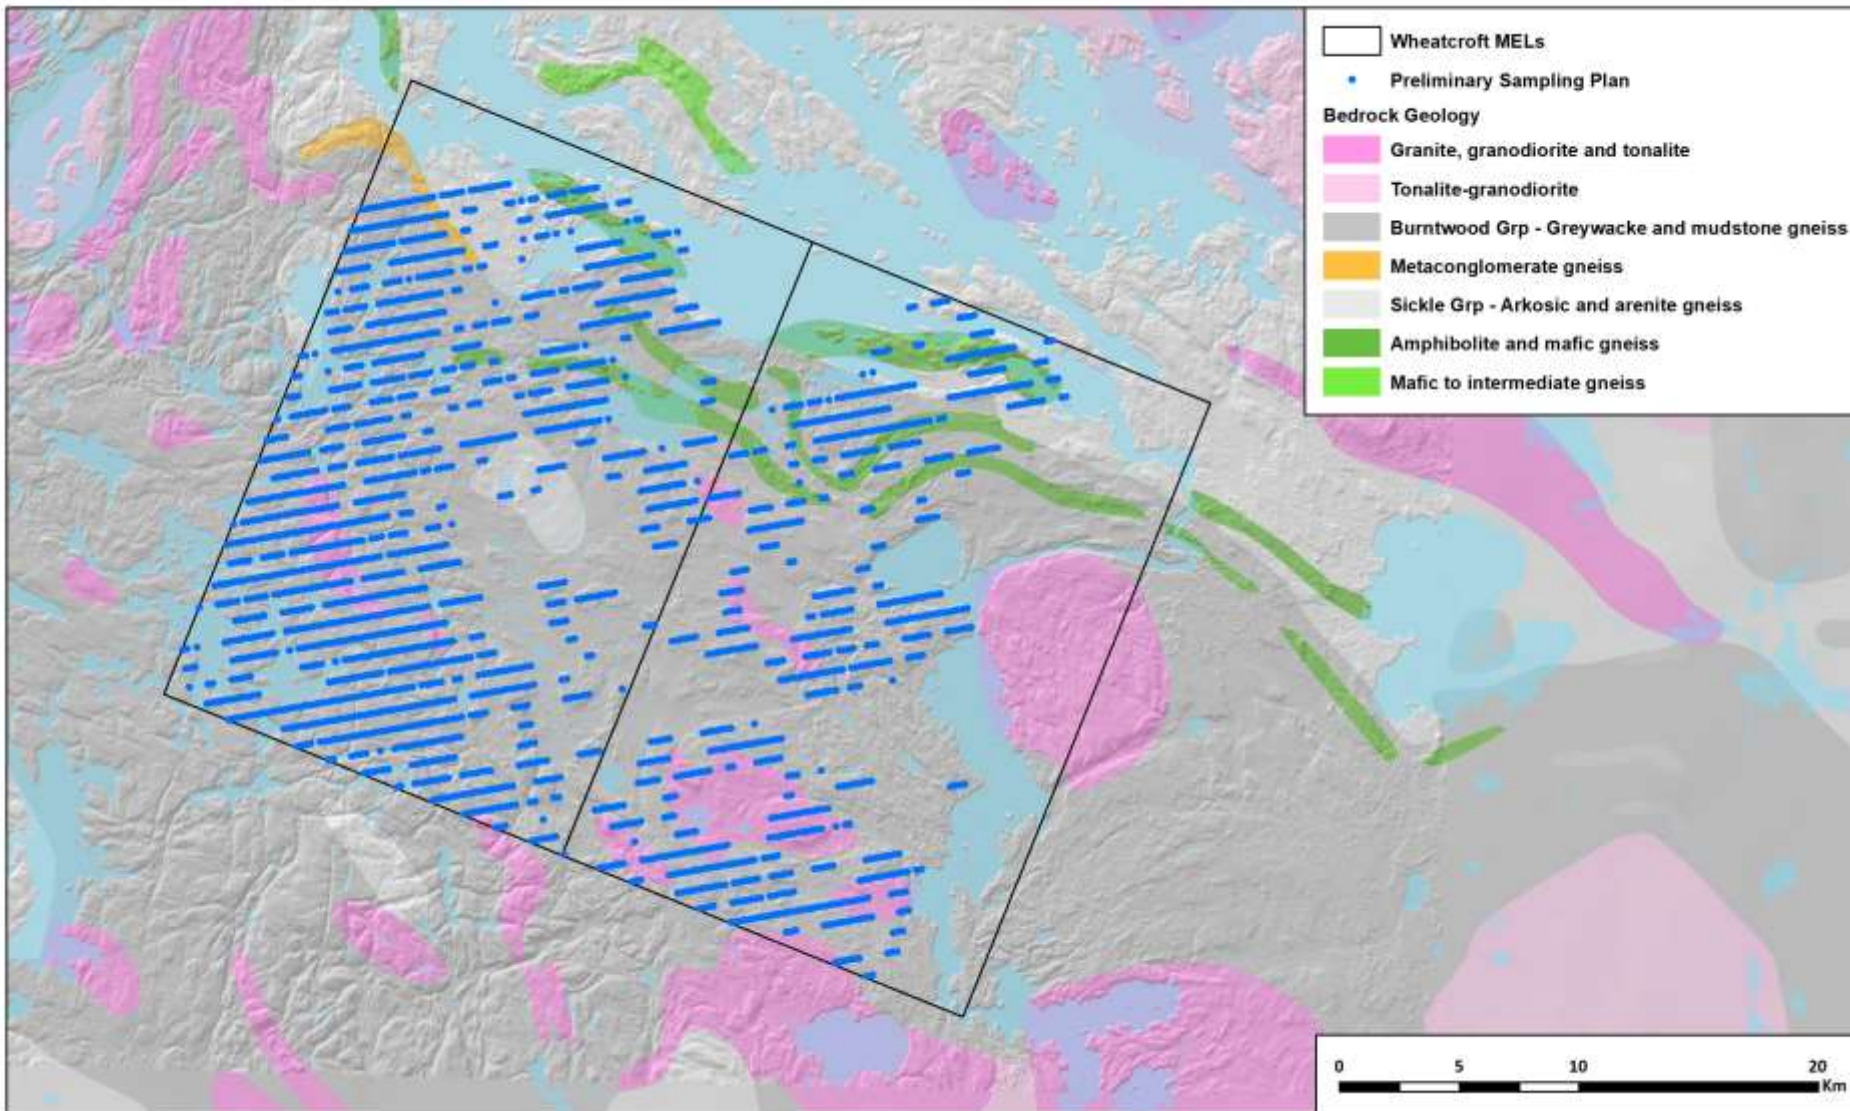 Wheatcroft MELs
Preliminary Sampling Plan
Bedrock Geology
Granite, granodiorite and tonalite
Tonalite-granodiorite
Burntwood Grp - Greywacke and mudstone gneiss
Metaconglomerate gneiss
Sickle Grp - Arkosic and arenite gneiss
Amphibolite and mafic gneiss
Mafic to intermediate gneiss
0 5 10 20
Km